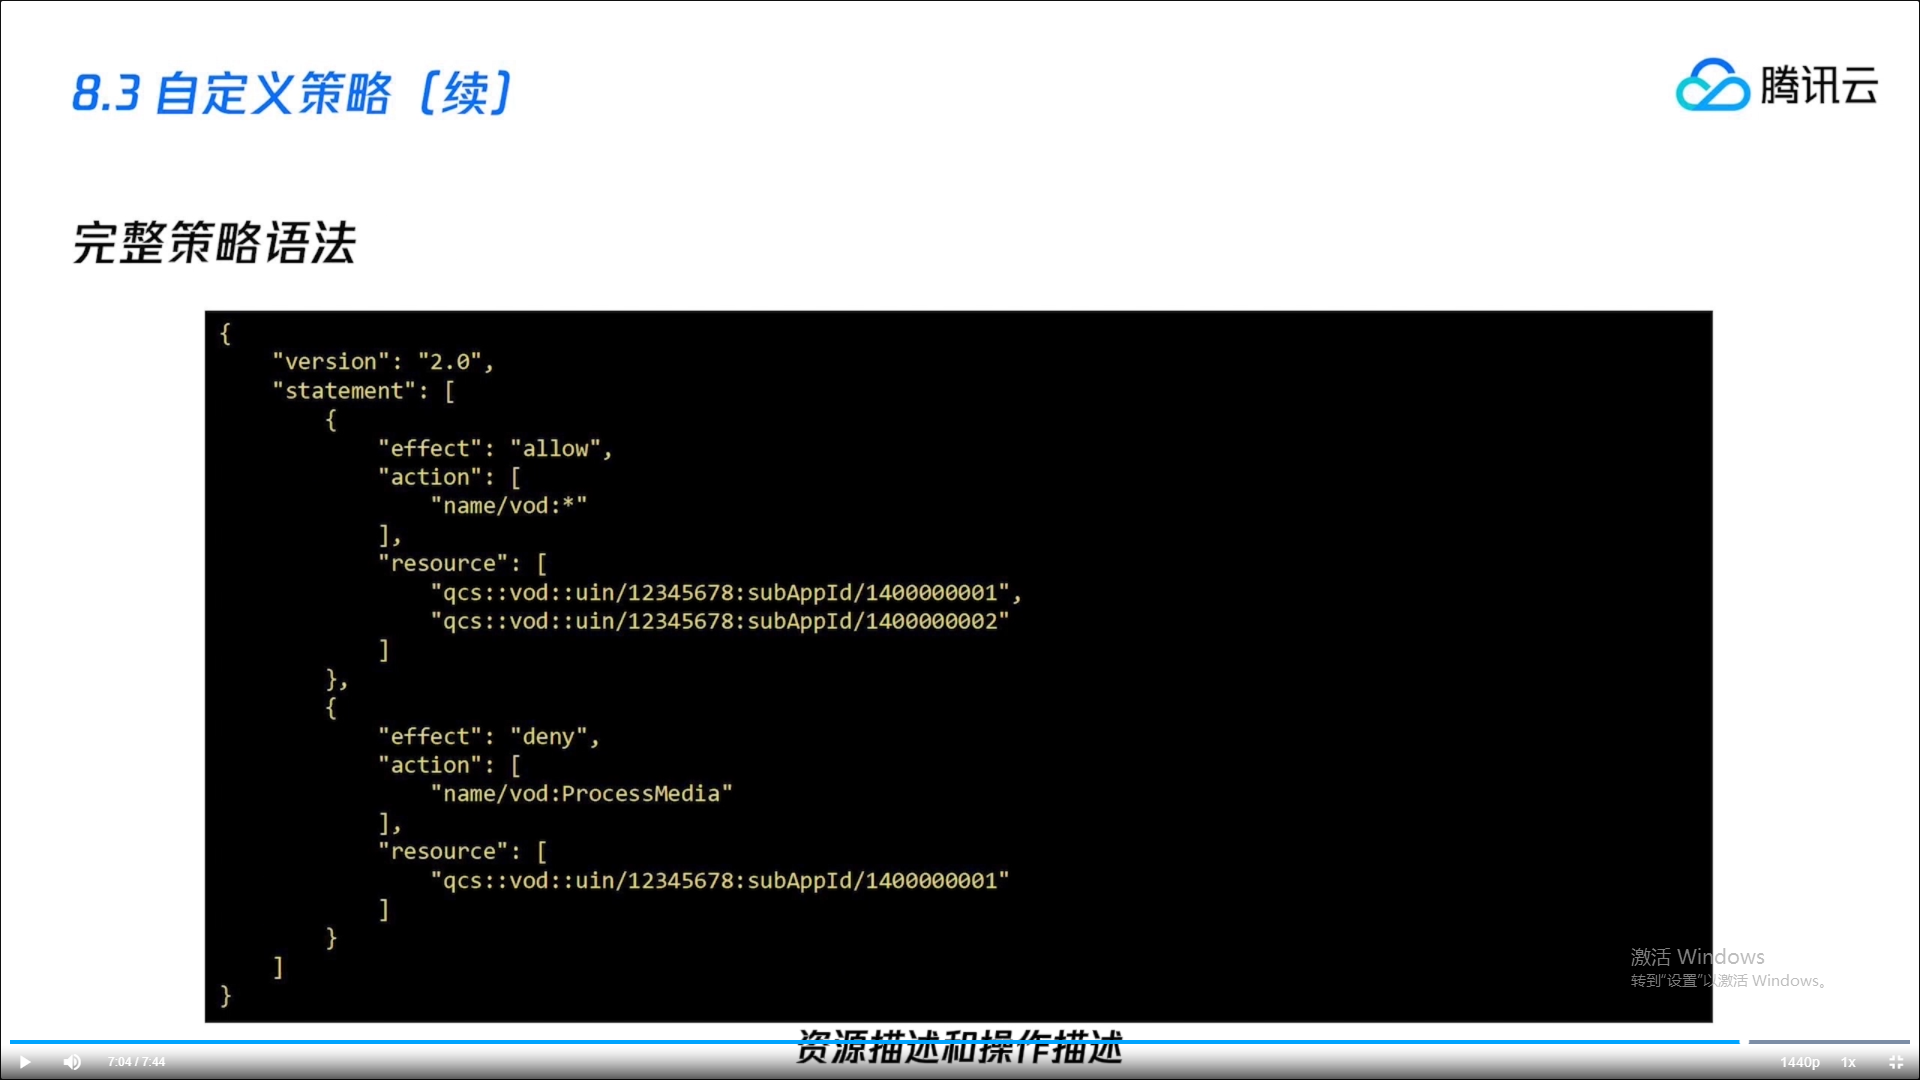 8.3 自定义策略（续）
腾讯云
完整策略语法
{
    "version": "2.0",
    "statement": [
        {
            "effect": "allow",
            "action": [
                "name/vod:*"
            ],
            "resource": [
                "qcs::vod::uin/12345678:subAppId/1400000001",
                "qcs::vod::uin/12345678:subAppId/1400000002"
            ]
        },
        {
            "effect": "deny",
            "action": [
                "name/vod:ProcessMedia"
            ],
            "resource": [
                "qcs::vod::uin/12345678:subAppId/1400000001"
            ]
        }
    ]
}
激活 Windows
转到"设置"以激活 Windows。
资源描述和操作描述
7:04 / 7:44
1440p 1x